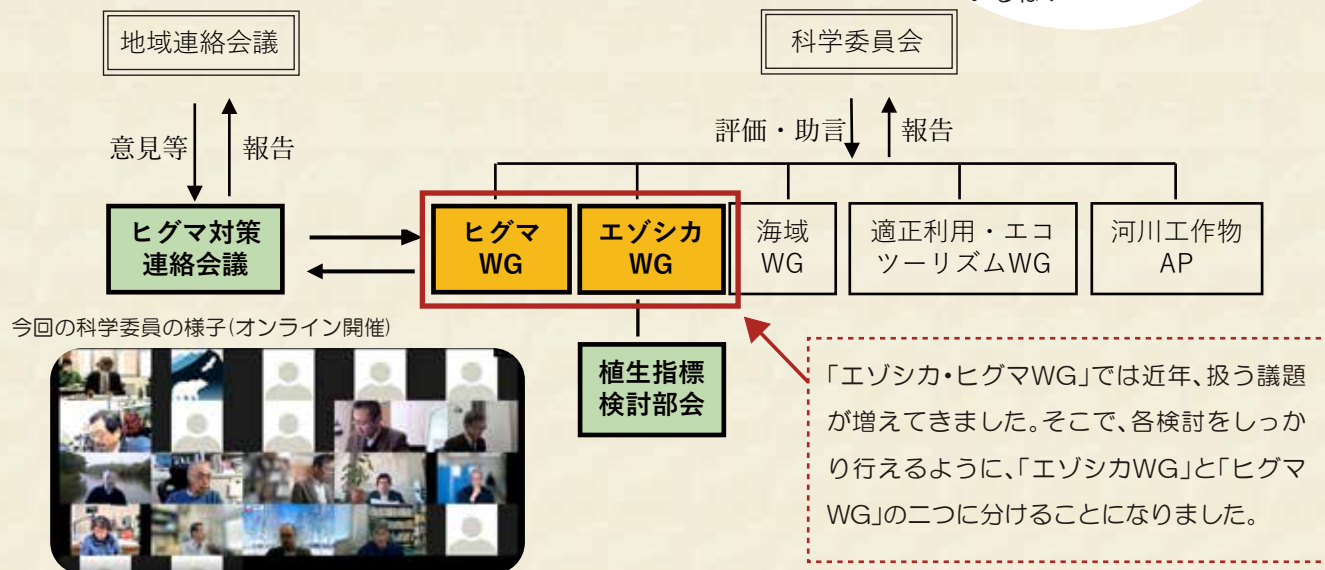 地域連絡会議
科学委員会
意見等
報告
評価・助言
報告
ヒグマ対策
連絡会議
ヒグマ
WG
エゾシカ
WG
海域
WG
適正利用・エコ
ツーリズムWG
河川工作物
AP
今回の科学委員の様子(オンライン開催)
植生指標
検討部会
「エゾシカ・ヒグマWG」では近年、扱う議題
が増えてきました。そこで、各検討をしっか
り行えるように、「エゾシカWG」と「ヒグマ
WG」の二つに分けることになりました。